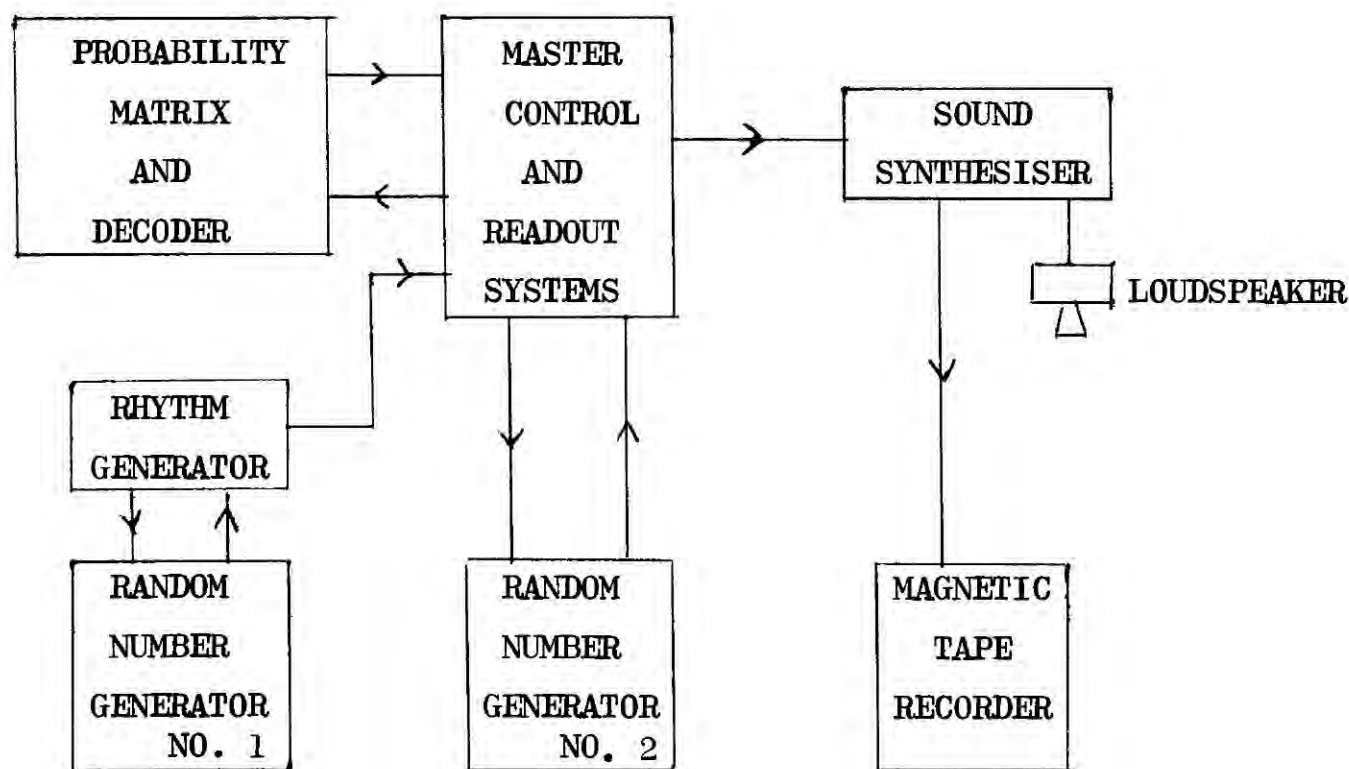 PROBABILITY
MATRIX
AND
DECODER
MASTER
CONTROL
AND
READOUT
SYSTEMS
SOUND
SYNTHESISER
LOUDSPEAKER
RHYTHM
GENERATOR
RANDOM
NUMBER
GENERATOR
NO. 1
RANDOM
NUMBER
GENERATOR
NO. 2
MAGNETIC
TAPE
RECORDER